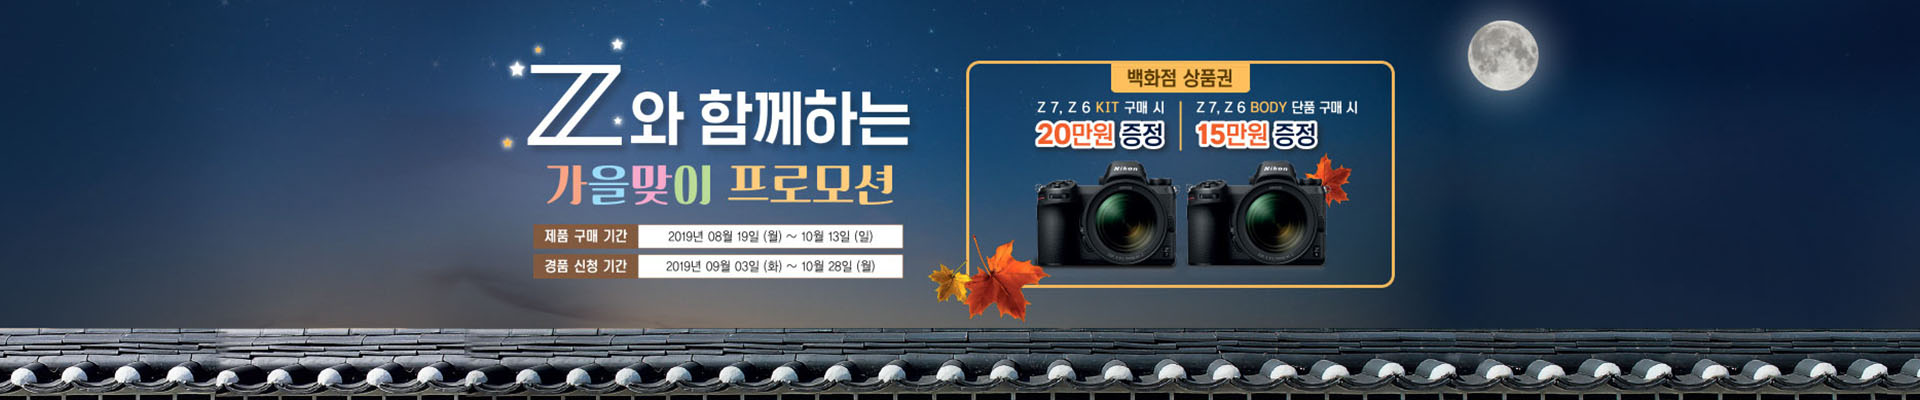 Z와 함께하는
가을맞이 프로모션
제품 구매 기간 2019년 08월 19일 (월) ~ 10월 13일 (일)
경품 신청 기간 2019년 09월 03일 (화) ~ 10월 28일 (월)
백화점 상품권
Z 7, Z 6 KIT 구매 시
20만원 증정
Z 7, Z 6 BODY 단품 구매 시
15만원 증정
Nikon
Nikon